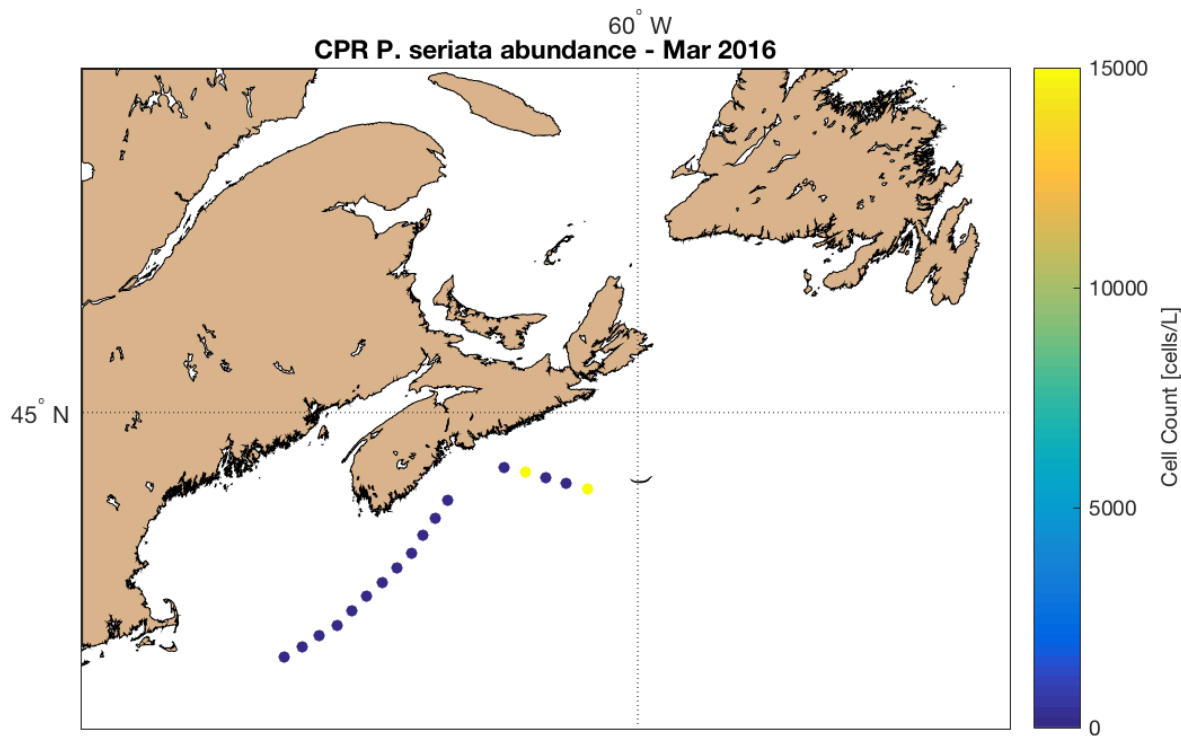 60° W
CPR P. seriata abundance - Mar 2016
45° N
15000
10000
5000
0
Cell Count [cells/L]